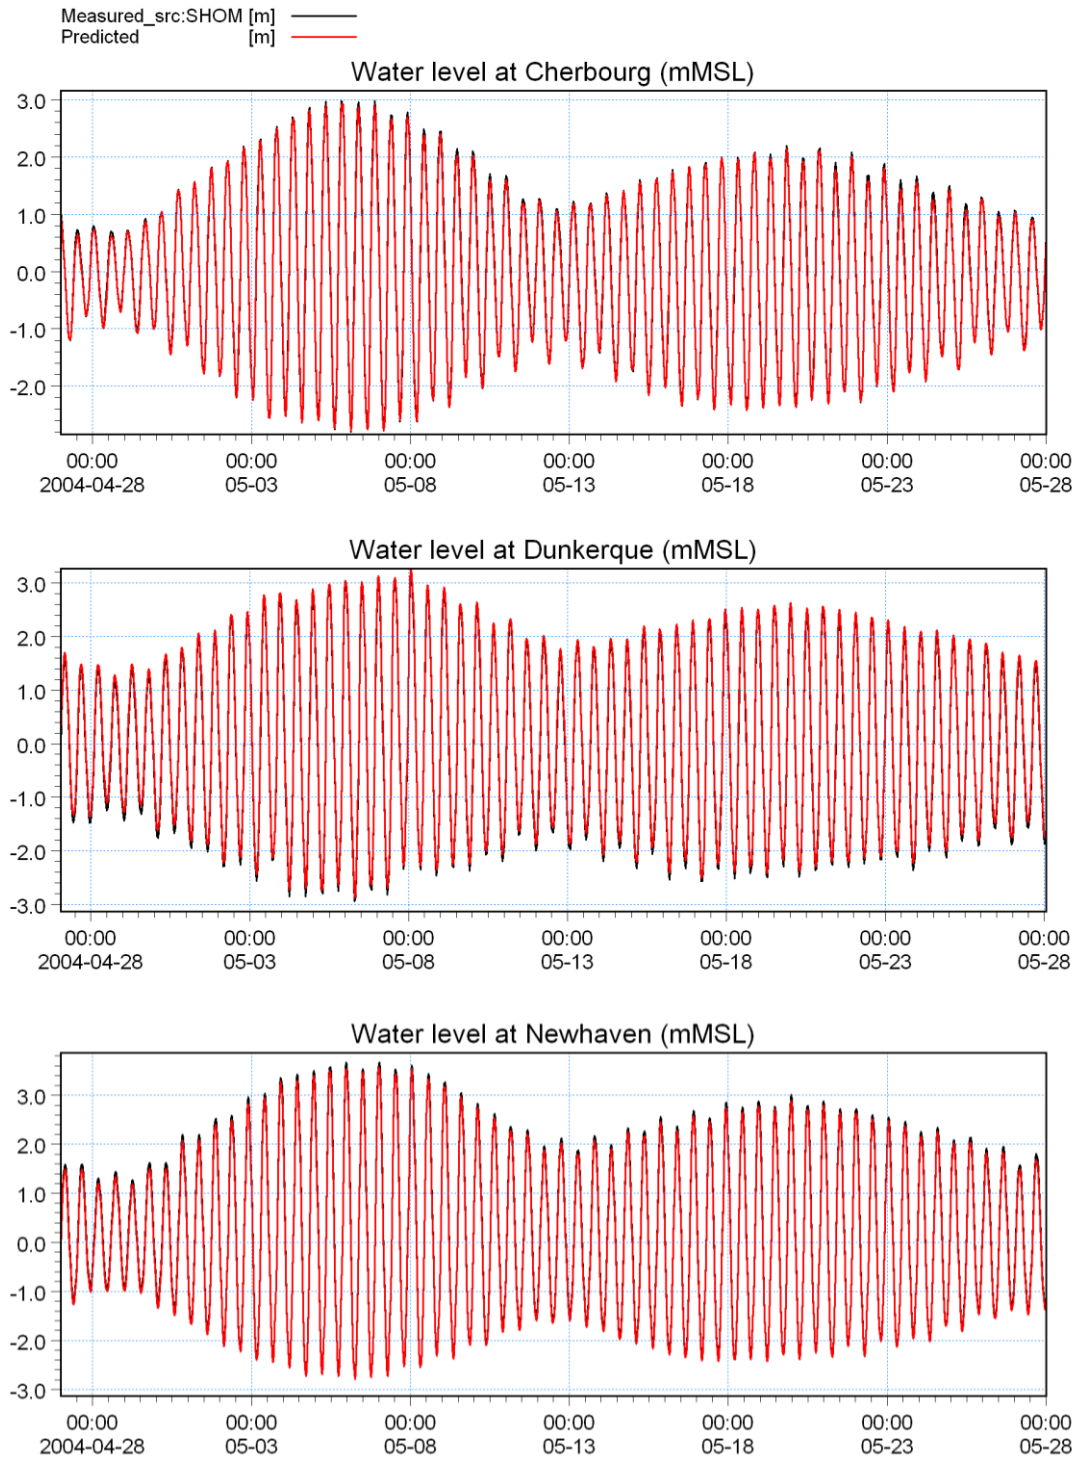 Measured_src:SHOM [m]
Predicted [m]
Water level at Cherbourg (mMSL)
3.0
2.0
1.0
0.0
-1.0
-2.0
00:00 00:00 00:00 00:00 00:00 00:00 00:00
2004-04-28 05-03 05-08 05-13 05-18 05-23 05-28
Water level at Dunkerque (mMSL)
3.0
2.0
1.0
0.0
-1.0
-2.0
-3.0
00:00 00:00 00:00 00:00 00:00 00:00 00:00
2004-04-28 05-03 05-08 05-13 05-18 05-23 05-28
Water level at Newhaven (mMSL)
3.0
2.0
1.0
0.0
-1.0
-2.0
-3.0
00:00 00:00 00:00 00:00 00:00 00:00 00:00
2004-04-28 05-03 05-08 05-13 05-18 05-23 05-28